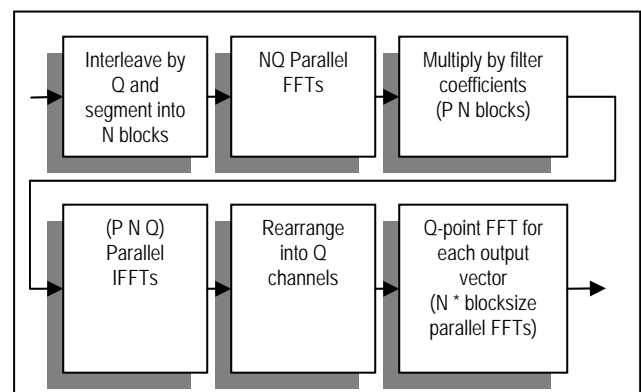 Interleave by
Q and
segment into
N blocks
NQ Parallel
FFTs
Multiply by filter
coefficients
(P N blocks)
(P N Q)
Parallel
IFFTs
Rearrange
into Q
channels
Q-point FFT for
each output
vector
(N * blocksize
parallel FFTs)